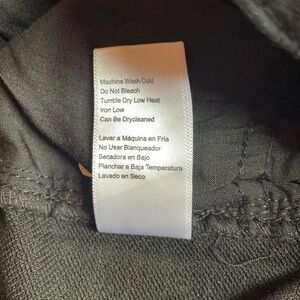 Machine Wash Cold
Do Not Bleach
Tumble Dry Low Heat
Iron Low
Can Be Drycleaned
Lavar a Máquina en Fria
No Usar Blanqueador
Secadora en Bajo
Planchar a Baja Temperatura
Lavado en Seco